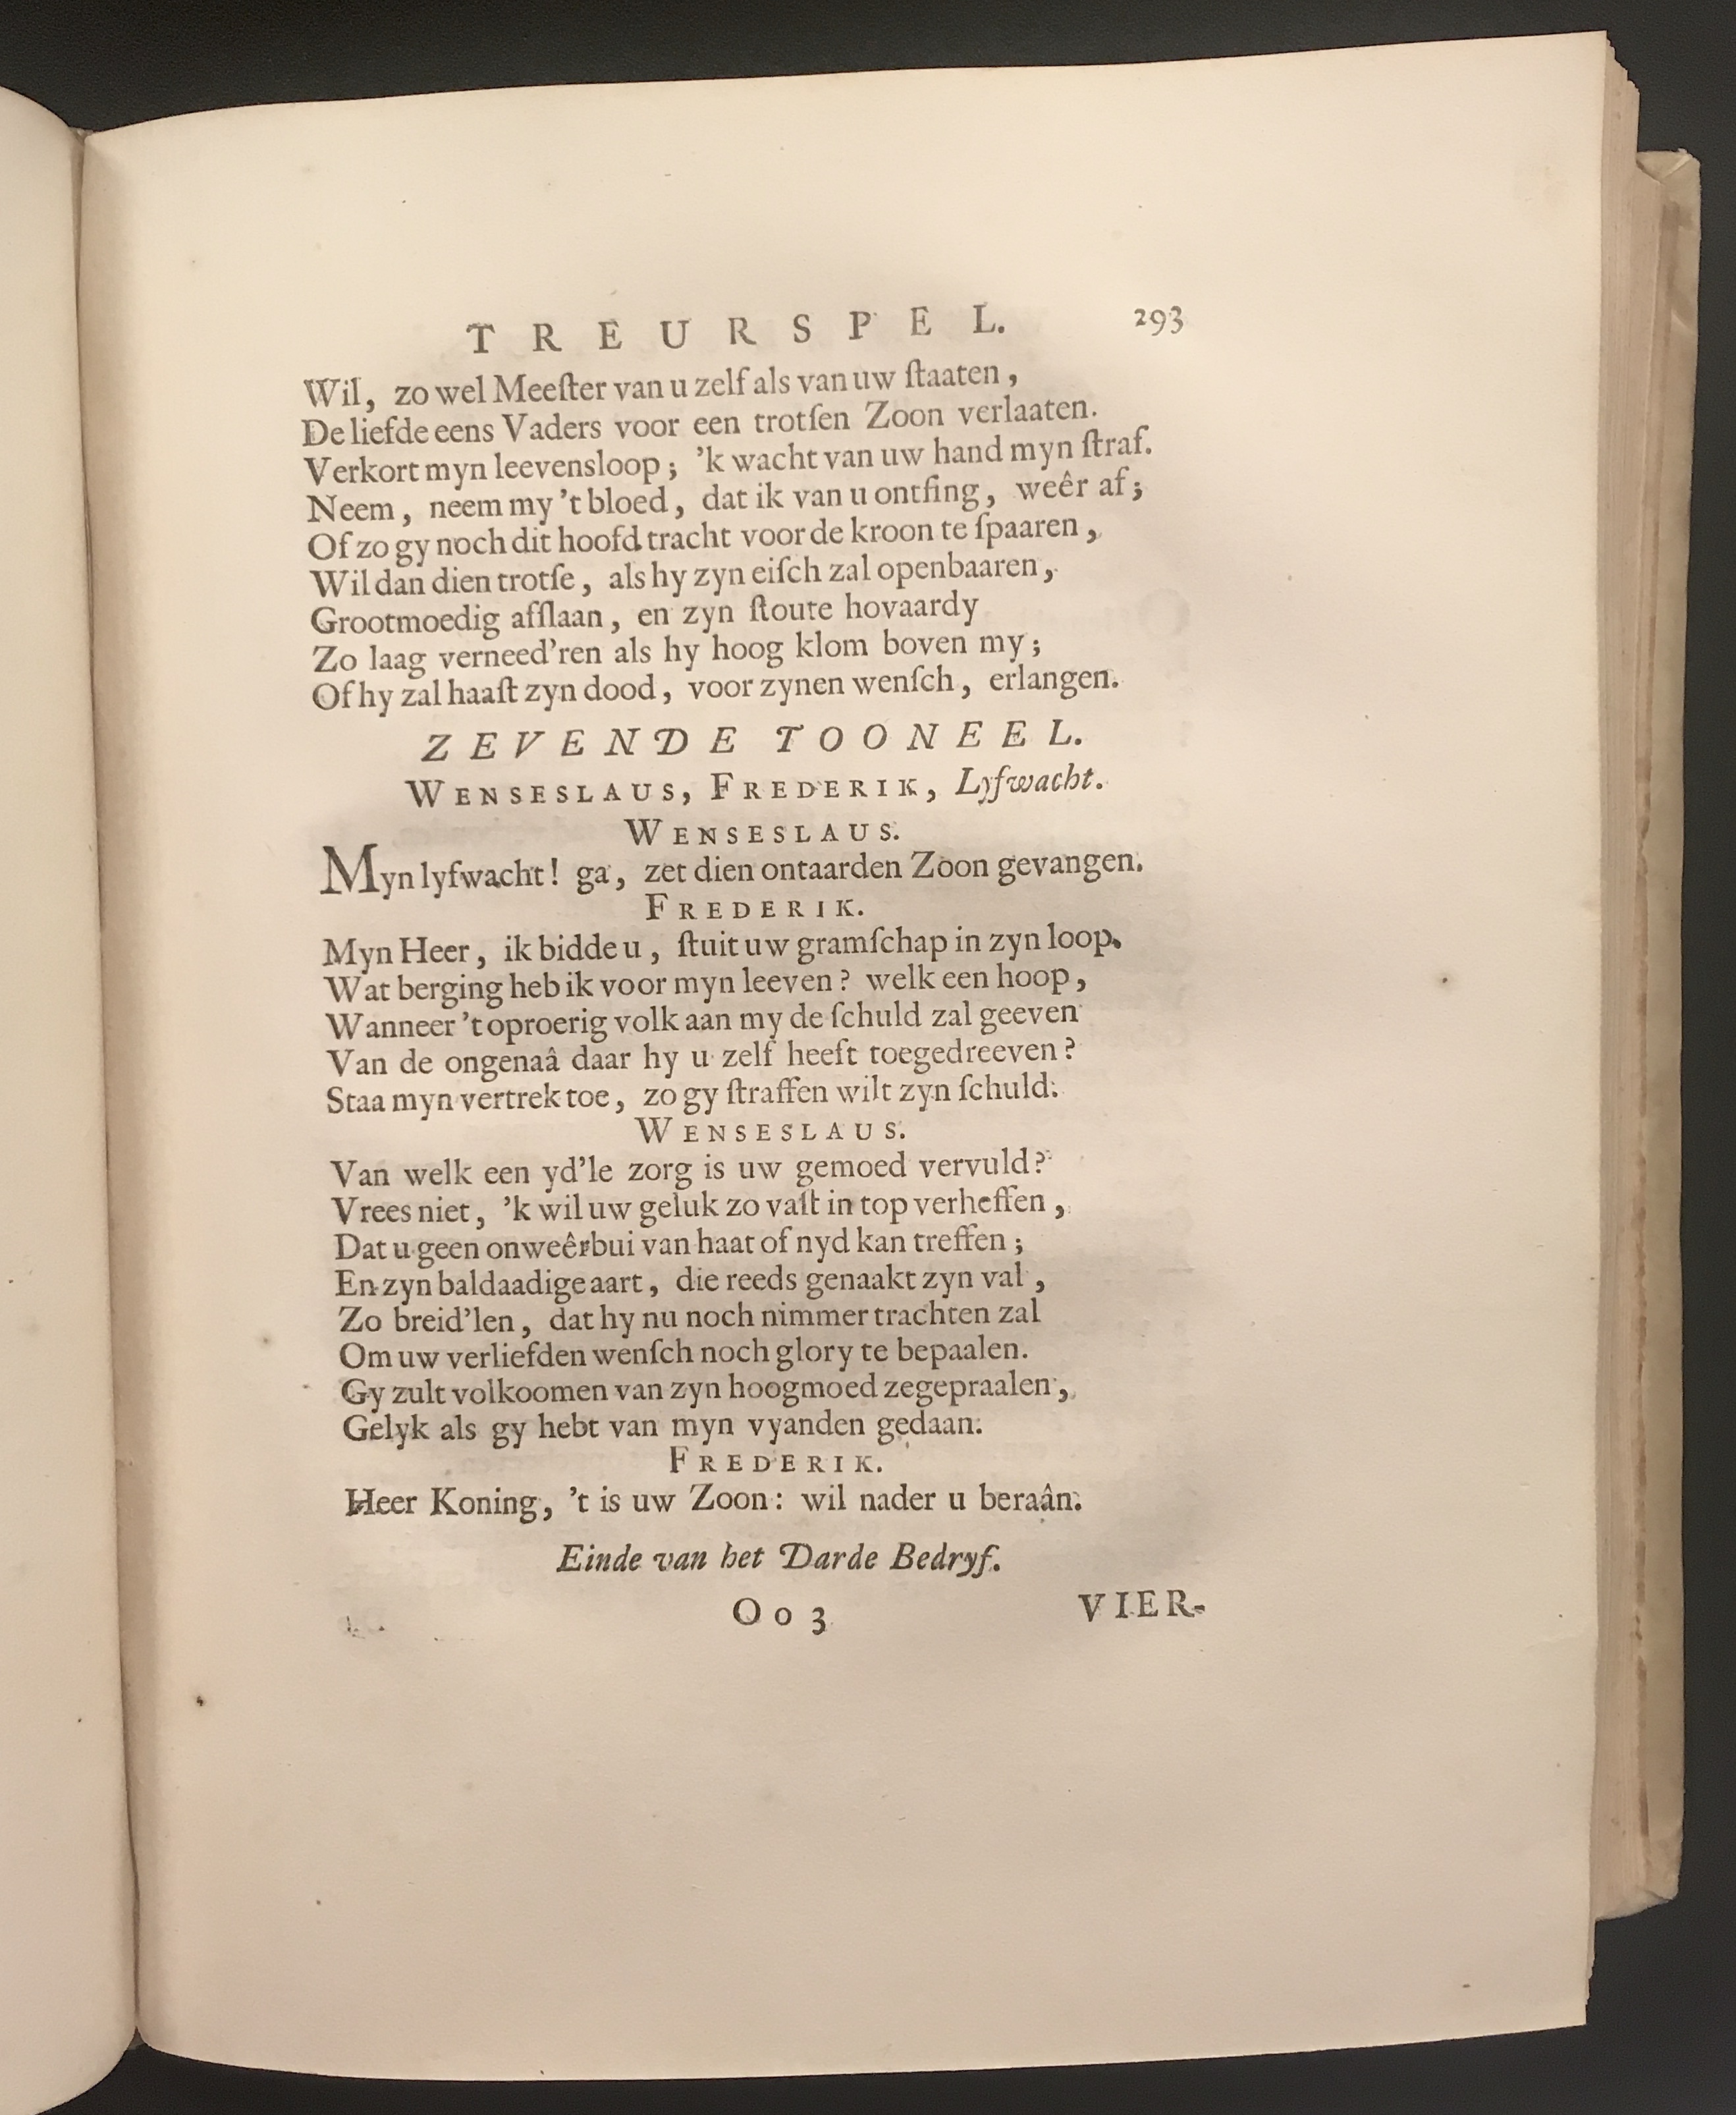 TREURSPEL. 293
Wil, zo wel Meeſter van u zelf als van uw ſtaaten,
De liefde eens Vaders voor een trotſen Zoon verlaaten.
Verkort myn leevensloop; 'k wacht van uw hand myn ſtraf.
Neem, neem my 't bloed, dat ik van u ontfing, weêr af;
Of zo gy noch dit hoofd tracht voor de kroon te ſpaaren,
Wil dan dien trotſe, als hy zyn eiſch zal openbaaren,
Grootmoedig afſlaan, en zyn ſtoute hovaardy
Zo laag verneed'ren als hy hoog klom boven my;
Of hy zal haaſt zyn dood, voor zynen wenſch, erlangen.
ZEVENDE TOONEEL.
WENSESLAUS, FREDERIK, Lyfwacht.
WENSESLAUS.
Myn lyfwacht! ga, zet dien ontaarden Zoon gevangen.
FREDERIK.
Myn Heer, ik bidde u, ſtuit uw gramſchap in zyn loop.
Wat berging heb ik voor myn leeven? welk een hoop,
Wanneer 't oproerig volk aan my de ſchuld zal geeven
Van de ongenaâ daar hy u zelf heeft toegedreeven?
Staa myn vertrek toe, zo gy ſtraffen wilt zyn ſchuld.
WENSESLAUS.
Van welk een yd'le zorg is uw gemoed vervuld?
Vrees niet, 'k wil uw geluk zo vaſt in top verheffen,
Dat u geen onweêrbui van haat of nyd kan treffen;
En zyn baldaadige aart, die reeds genaakt zyn val,
Zo breid'len, dat hy nu noch nimmer trachten zal
Om uw verliefden wenſch noch glory te bepaalen.
Gy zult volkoomen van zyn hoogmoed zegepraalen,
Gelyk als gy hebt van myn vyanden gedaan.
FREDERIK.
Heer Koning, 't is uw Zoon: wil nader u beraân.
Einde van het Darde Bedryf.
Oo 3 VIER-